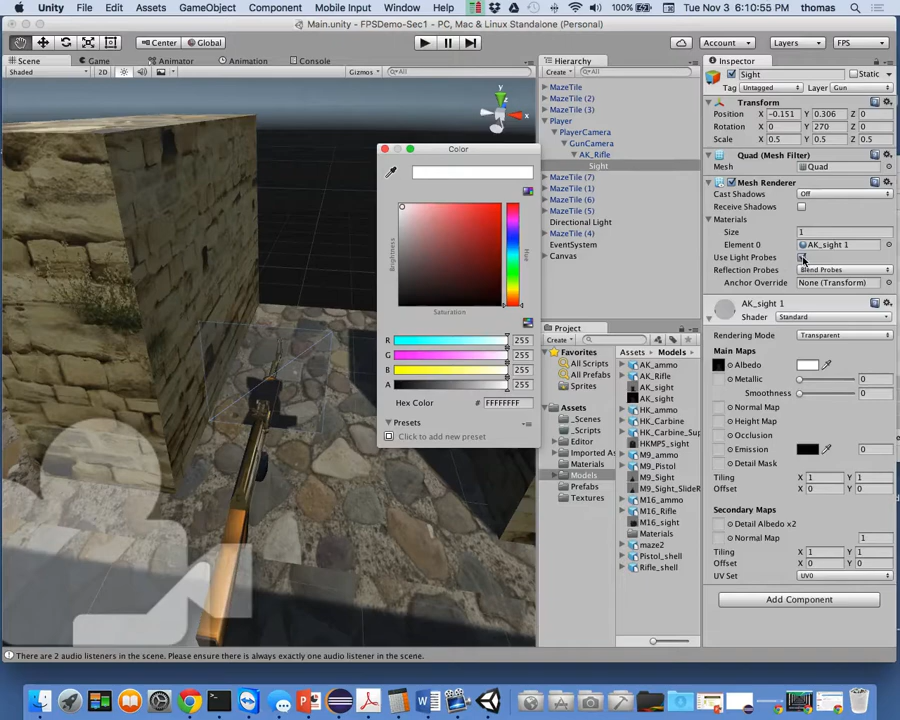 Unity File Edit Assets GameObject Component Mobile Input Window Help 100% Tue Nov 3 6:10:55 PM thomas
Main.unity - FPSDemo-Sec1 - PC, Mac & Linux Standalone (Personal)
Center Global Account Layers FPS
Scene Game Animator Animation Console
Shaded 2D Gizmos All
y
x
Color
Brightness
Saturation
R 255
G 255
B 255
A 255
Hex Color # FFFFFFFF
Presets
Click to add new preset
Hierarchy
Create All
MazeTile
MazeTile (2)
MazeTile (3)
Player
PlayerCamera
GunCamera
AK_Rifle
Sight
MazeTile (7)
MazeTile (1)
MazeTile (6)
MazeTile (5)
Directional Light
MazeTile (4)
EventSystem
Canvas
Project
Create
Favorites
All Scripts
All Prefabs
Sprites
Assets
_Scenes
_Scripts
Editor
Imported As
Materials
Models
Prefabs
Textures
Assets Models
AK_ammo
AK_Rifle
AK_sight
AK_sight
HK_ammo
HK_Carbine
HK_Carbine_Sup
HKMP5_sight
M9_ammo
M9_Pistol
M9_Sight
M9_Sight_SlideR
M16_ammo
M16_Rifle
M16_sight
Materials
maze2
Pistol_shell
Rifle_shell
Inspector
Sight Static
Tag Untagged Layer Gun
Transform
Position X -0.151 Y 0.306 Z 0
Rotation X 0 Y 270 Z 0
Scale X 0.5 Y 0.5 Z 0.5
Quad (Mesh Filter)
Mesh Quad
Mesh Renderer
Cast Shadows Off
Receive Shadows
Materials
Size 1
Element 0 AK_sight 1
Use Light Probes
Reflection Probes Blend Probes
Anchor Override None (Transform)
AK_sight 1
Shader Standard
Rendering Mode Transparent
Main Maps
Albedo
Metallic 0
Smoothness 0
Normal Map
Height Map
Occlusion
Emission 0
Detail Mask
Tiling X 1 Y 1
Offset X 0 Y 0
Secondary Maps
Detail Albedo x2
Normal Map 1
Tiling X 1 Y 1
Offset X 0 Y 0
UV Set UV0
Add Component
There are 2 audio listeners in the scene. Please ensure there is always exactly one audio listener in the scene.